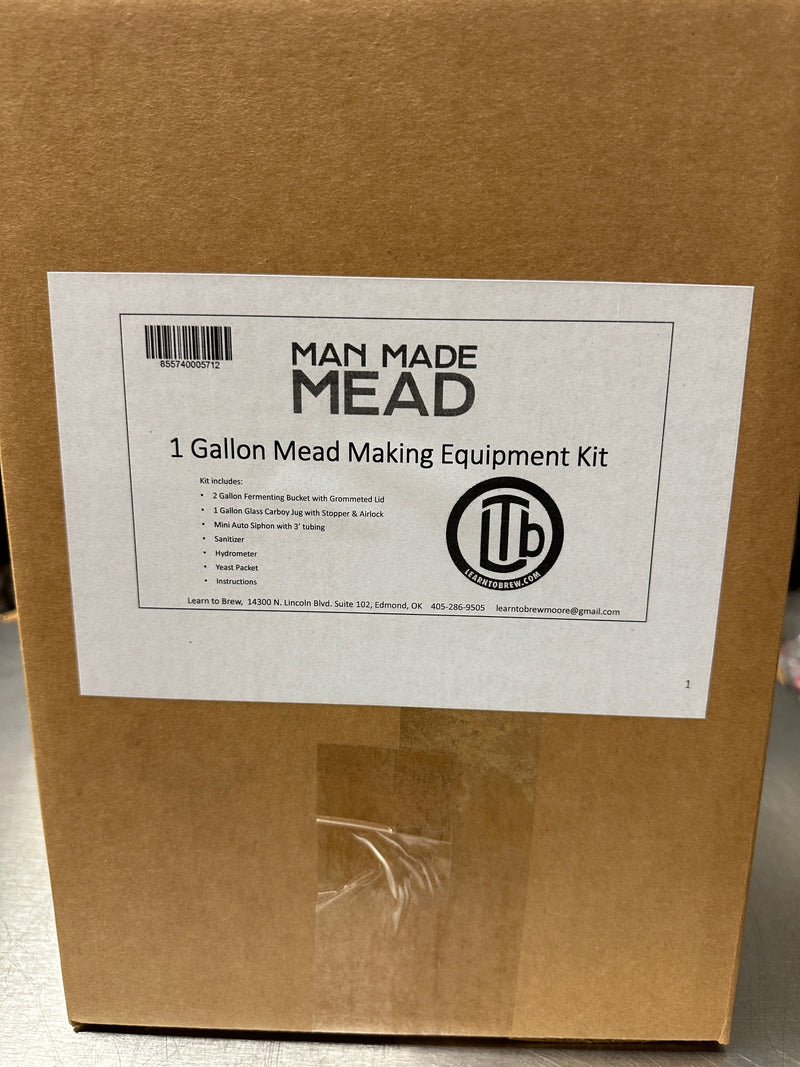 855740005712
MAN MADE
MEAD
1 Gallon Mead Making Equipment Kit
Kit includes:
• 2 Gallon Fermenting Bucket with Grommeted Lid
• 1 Gallon Glass Carboy Jug with Stopper & Airlock
• Mini Auto Siphon with 3' tubing
• Sanitizer
• Hydrometer
• Yeast Packet
• Instructions
LTb
LEARNTOBREW.COM
Learn to Brew, 14300 N. Lincoln Blvd. Suite 102, Edmond, OK 405-286-9505 learntobrewmoore@gmail.com
1